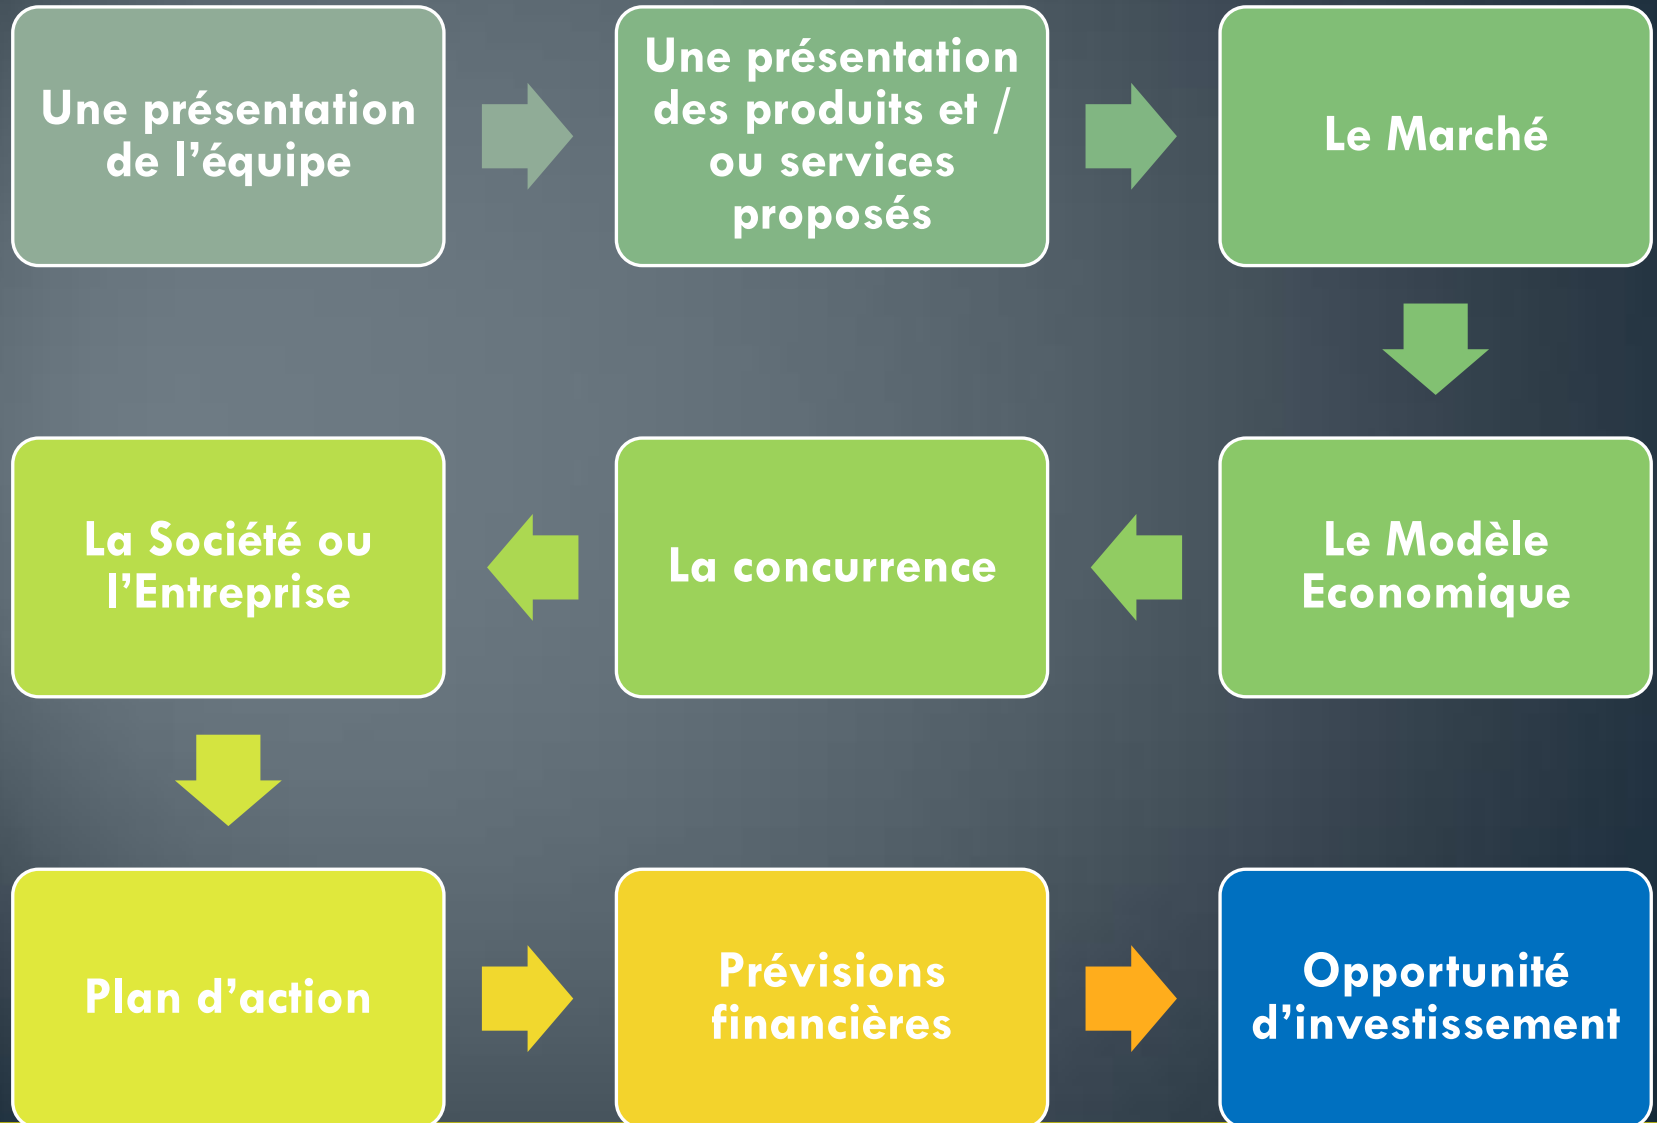 Une présentation
de l’équipe
Une présentation
des produits et /
ou services
proposés
Le Marché
Le Modèle
Economique
La concurrence
La Société ou
l’Entreprise
Plan d’action
Prévisions
financières
Opportunité
d’investissement